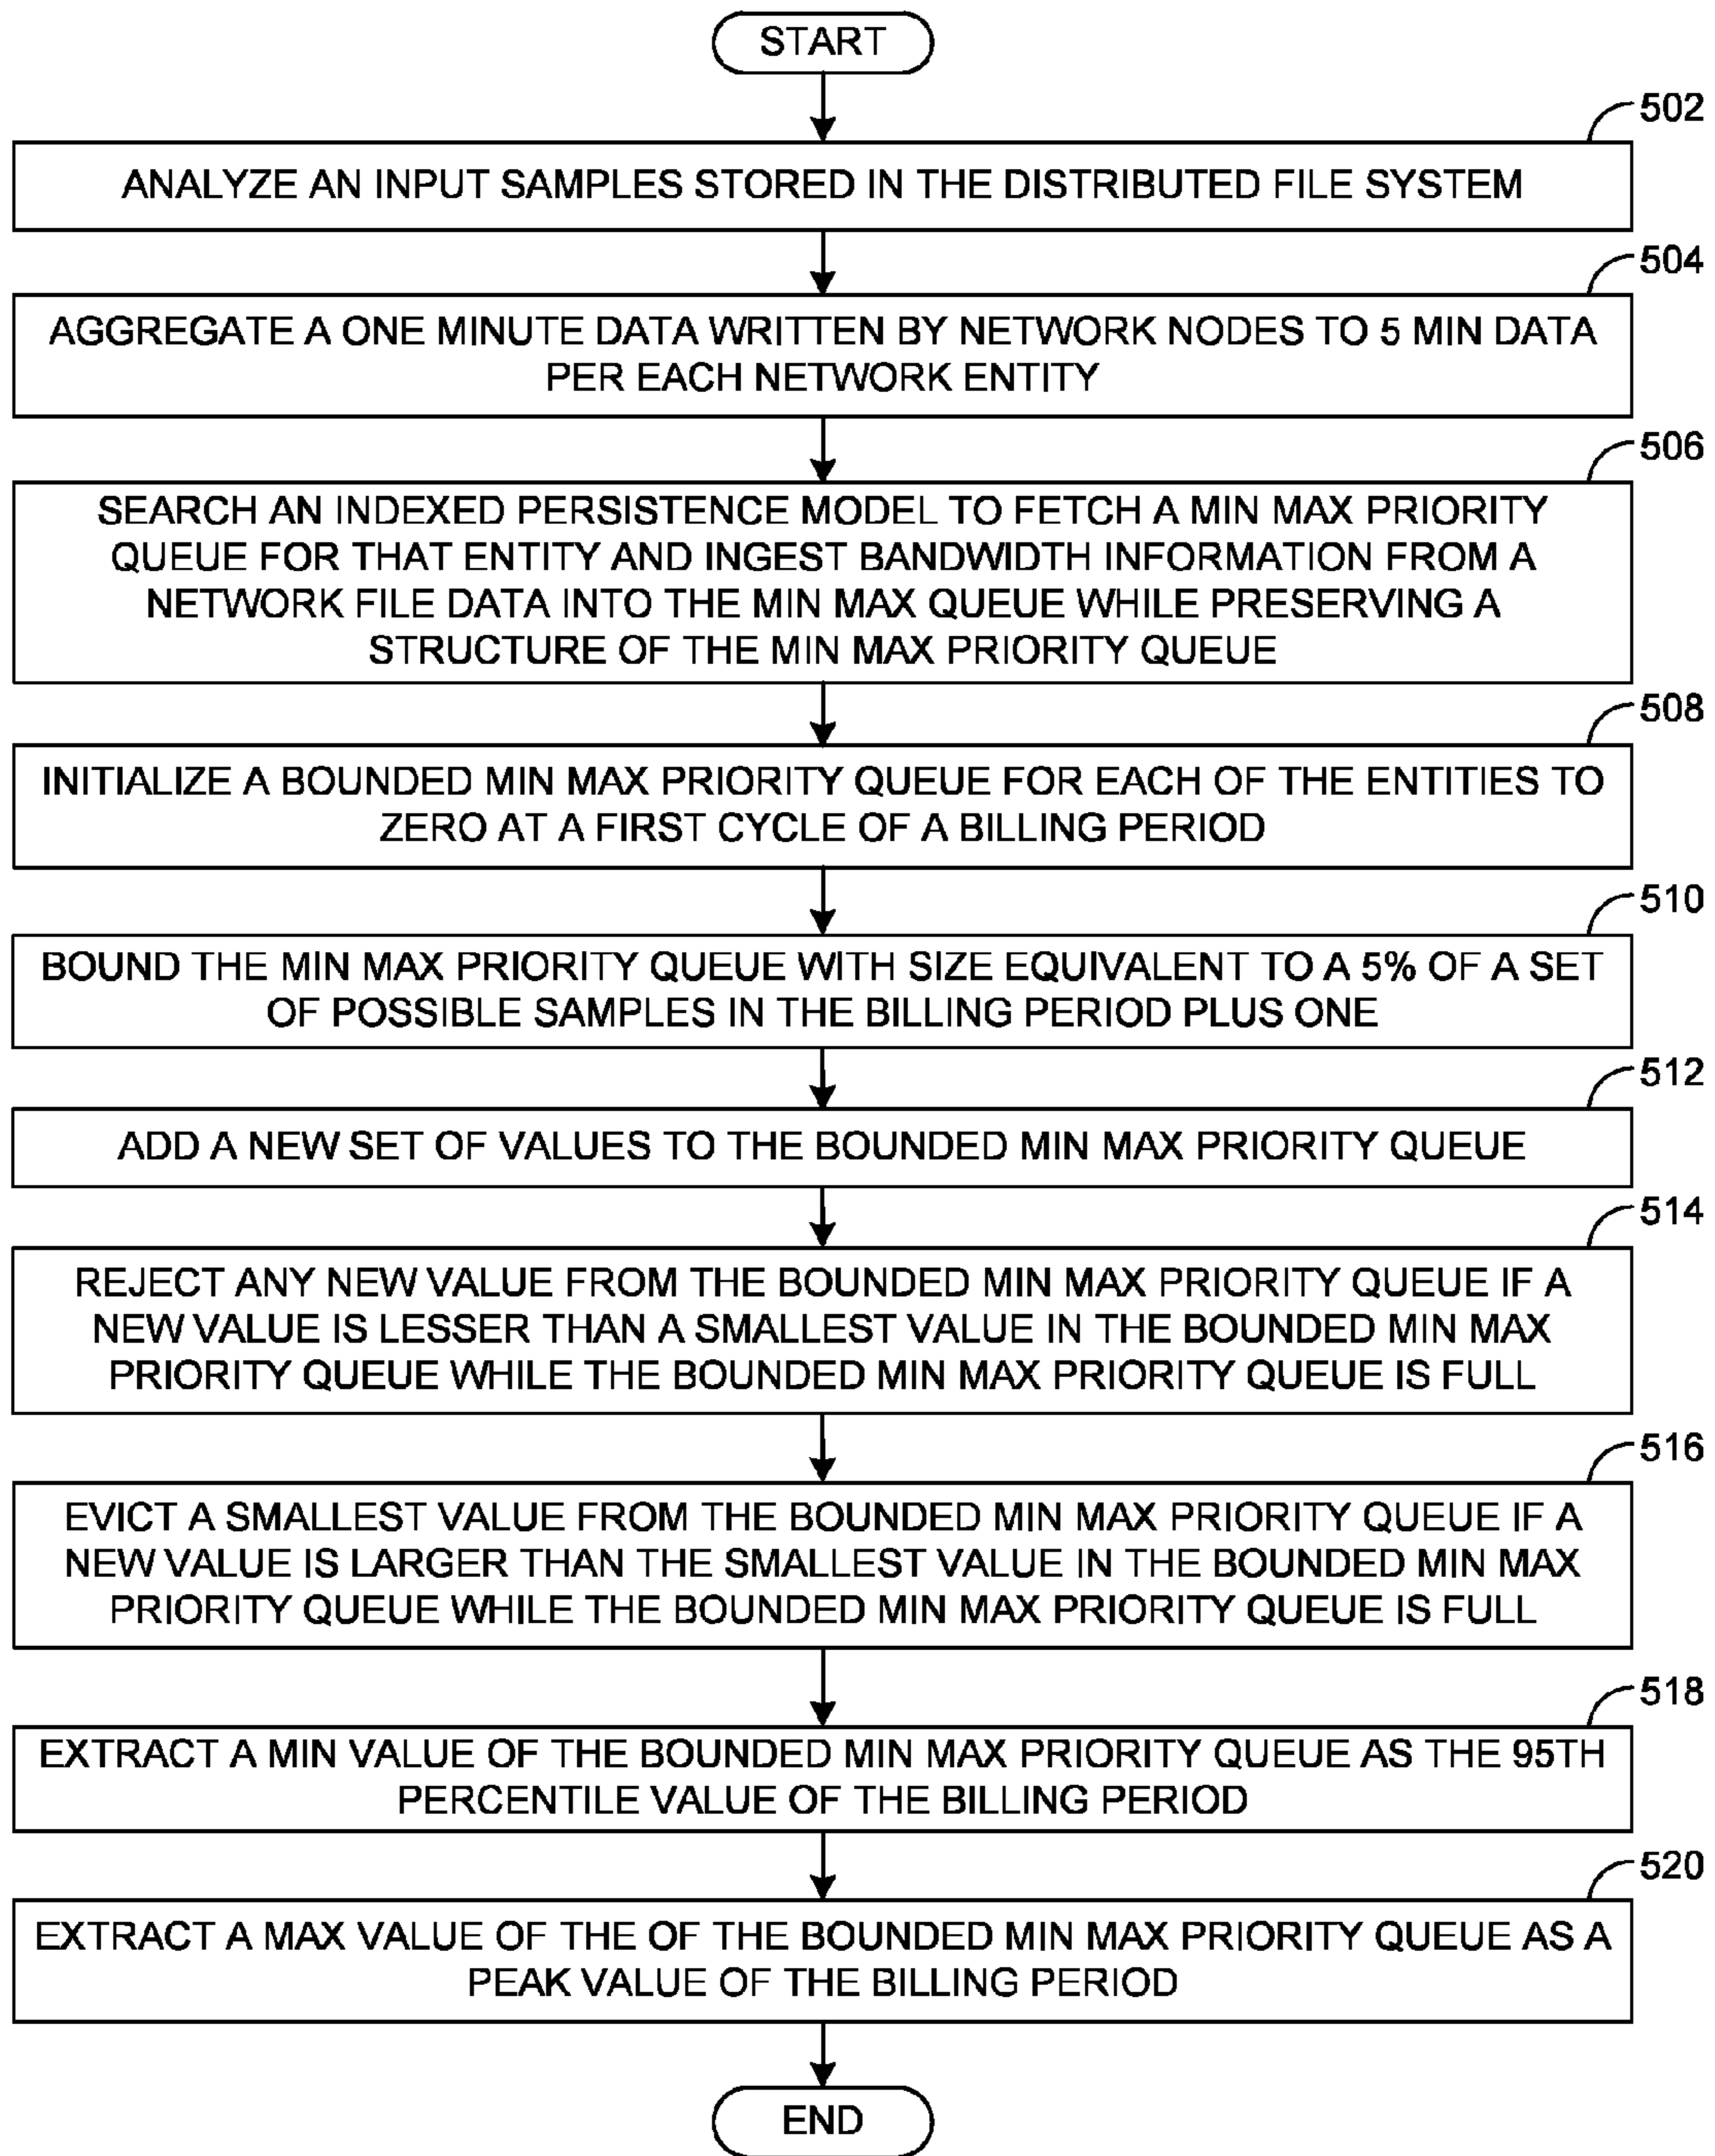 START
502
ANALYZE AN INPUT SAMPLES STORED IN THE DISTRIBUTED FILE SYSTEM
504
AGGREGATE A ONE MINUTE DATA WRITTEN BY NETWORK NODES TO 5 MIN DATA
PER EACH NETWORK ENTITY
506
SEARCH AN INDEXED PERSISTENCE MODEL TO FETCH A MIN MAX PRIORITY
QUEUE FOR THAT ENTITY AND INGEST BANDWIDTH INFORMATION FROM A
NETWORK FILE DATA INTO THE MIN MAX QUEUE WHILE PRESERVING A
STRUCTURE OF THE MIN MAX PRIORITY QUEUE
508
INITIALIZE A BOUNDED MIN MAX PRIORITY QUEUE FOR EACH OF THE ENTITIES TO
ZERO AT A FIRST CYCLE OF A BILLING PERIOD
510
BOUND THE MIN MAX PRIORITY QUEUE WITH SIZE EQUIVALENT TO A 5% OF A SET
OF POSSIBLE SAMPLES IN THE BILLING PERIOD PLUS ONE
512
ADD A NEW SET OF VALUES TO THE BOUNDED MIN MAX PRIORITY QUEUE
514
REJECT ANY NEW VALUE FROM THE BOUNDED MIN MAX PRIORITY QUEUE IF A
NEW VALUE IS LESSER THAN A SMALLEST VALUE IN THE BOUNDED MIN MAX
PRIORITY QUEUE WHILE THE BOUNDED MIN MAX PRIORITY QUEUE IS FULL
516
EVICT A SMALLEST VALUE FROM THE BOUNDED MIN MAX PRIORITY QUEUE IF A
NEW VALUE IS LARGER THAN THE SMALLEST VALUE IN THE BOUNDED MIN MAX
PRIORITY QUEUE WHILE THE BOUNDED MIN MAX PRIORITY QUEUE IS FULL
518
EXTRACT A MIN VALUE OF THE BOUNDED MIN MAX PRIORITY QUEUE AS THE 95TH
PERCENTILE VALUE OF THE BILLING PERIOD
520
EXTRACT A MAX VALUE OF THE OF THE BOUNDED MIN MAX PRIORITY QUEUE AS A
PEAK VALUE OF THE BILLING PERIOD
END